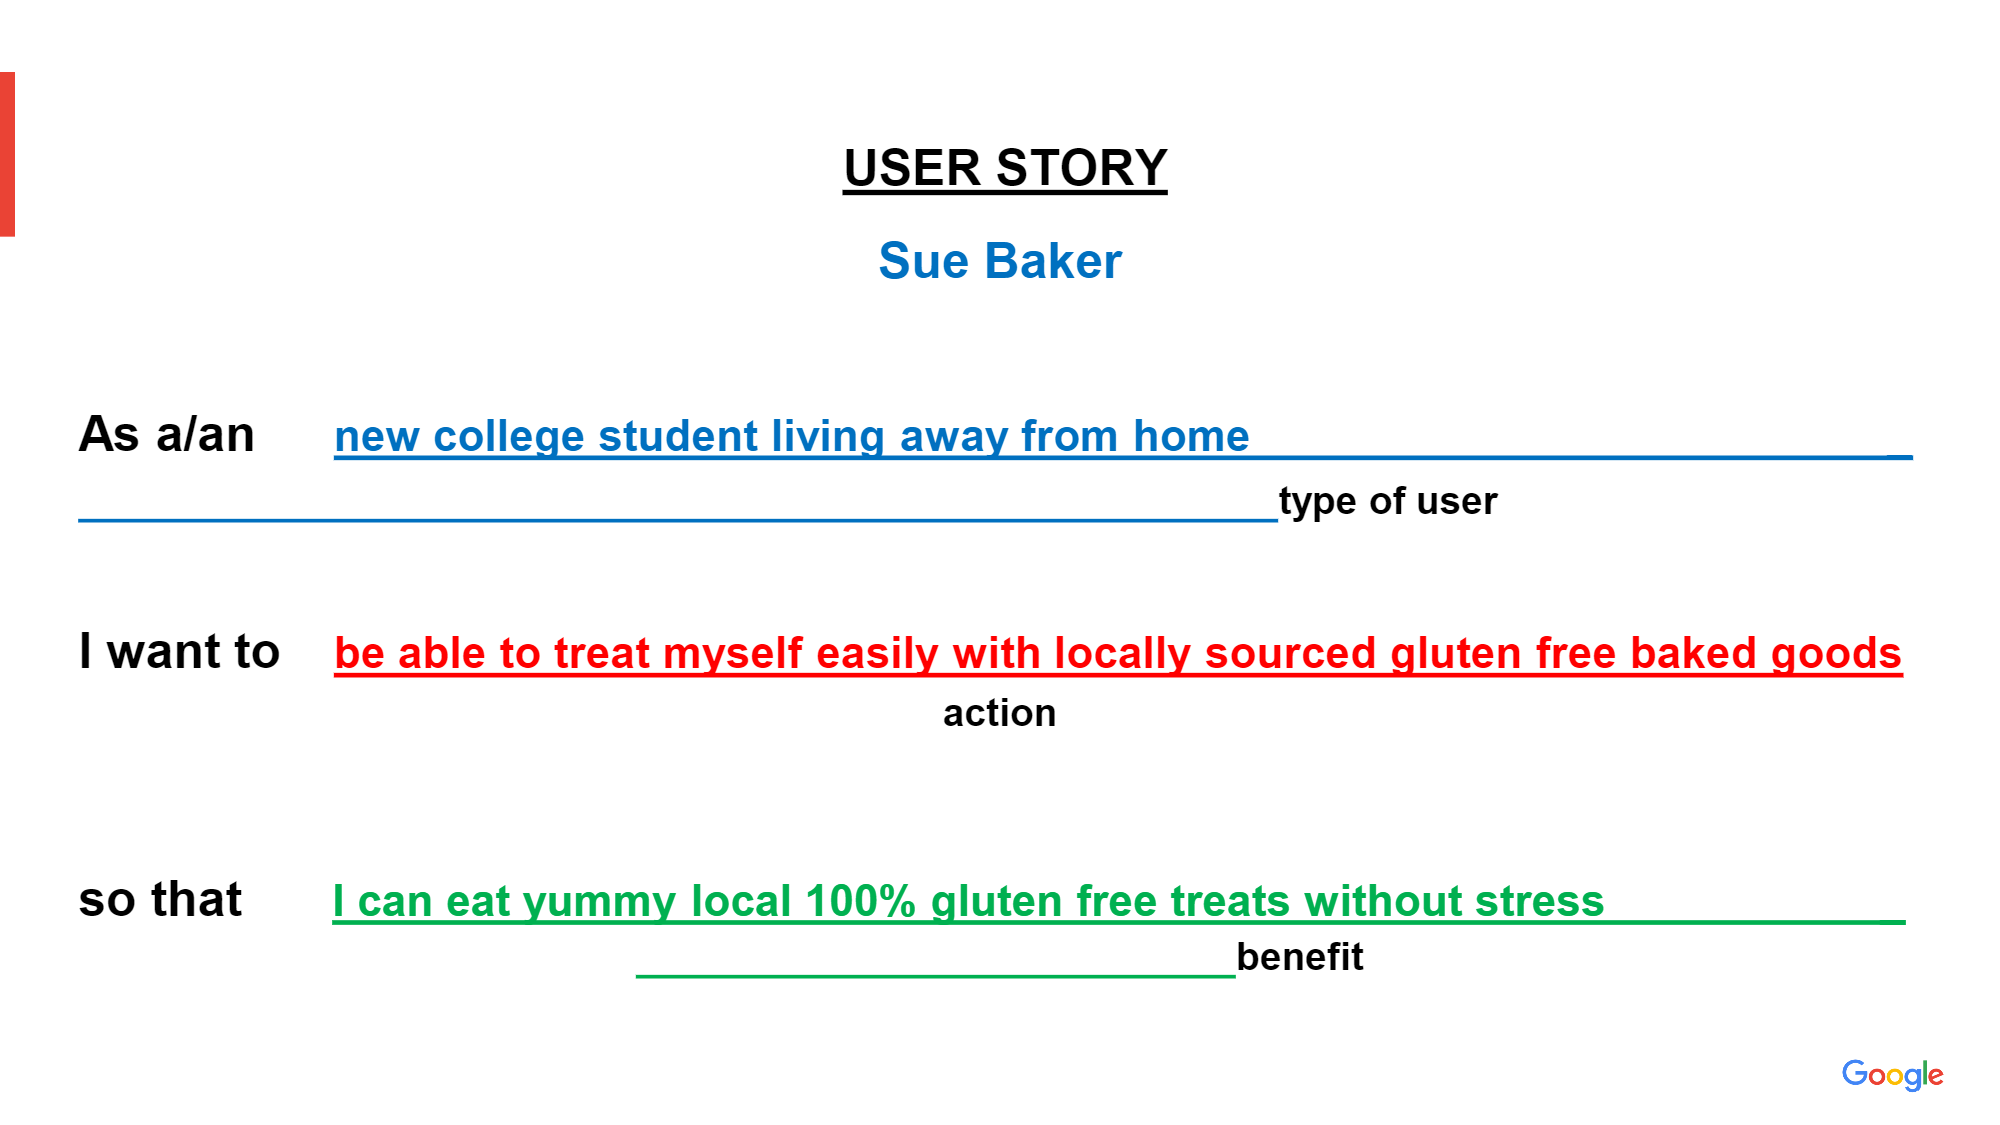 USER STORY
Sue Baker
As a/an new college student living away from home
type of user
I want to be able to treat myself easily with locally sourced gluten free baked goods
action
so that I can eat yummy local 100% gluten free treats without stress
benefit
Google